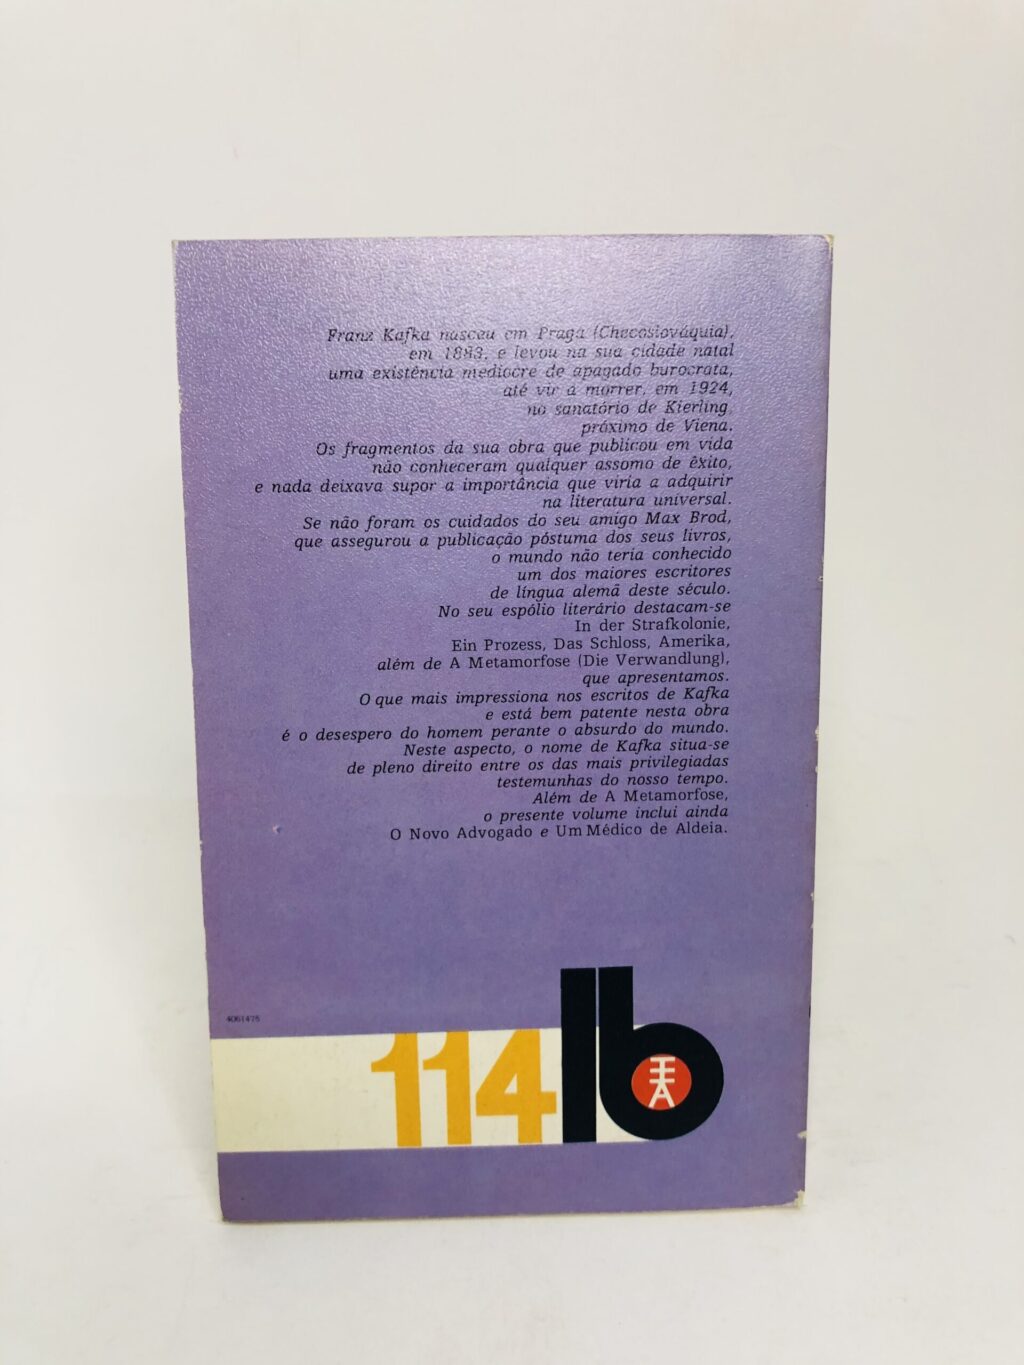 Franz Kafka nasceu em Praga (Checoslováquia),
em 1883, e levou na sua cidade natal
uma existência medíocre de apagado burocrata,
até vir a morrer, em 1924,
no sanatório de Kierling,
próximo de Viena.
Os fragmentos da sua obra que publicou em vida
não conheceram qualquer assomo de êxito,
e nada deixava supor a importância que viria a adquirir
na literatura universal.
Se não foram os cuidados do seu amigo Max Brod,
que assegurou a publicação póstuma dos seus livros,
o mundo não teria conhecido
um dos maiores escritores
de língua alemã deste século.
No seu espólio literário destacam-se
In der Strafkolonie,
Ein Prozess, Das Schloss, Amerika,
além de A Metamorfose (Die Verwandlung),
que apresentamos.
O que mais impressiona nos escritos de Kafka
e está bem patente nesta obra
é o desespero do homem perante o absurdo do mundo.
Neste aspecto, o nome de Kafka situa-se
de pleno direito entre os das mais privilegiadas
testemunhas do nosso tempo.
Além de A Metamorfose,
o presente volume inclui ainda
O Novo Advogado e Um Médico de Aldeia.
4061475
114 lb